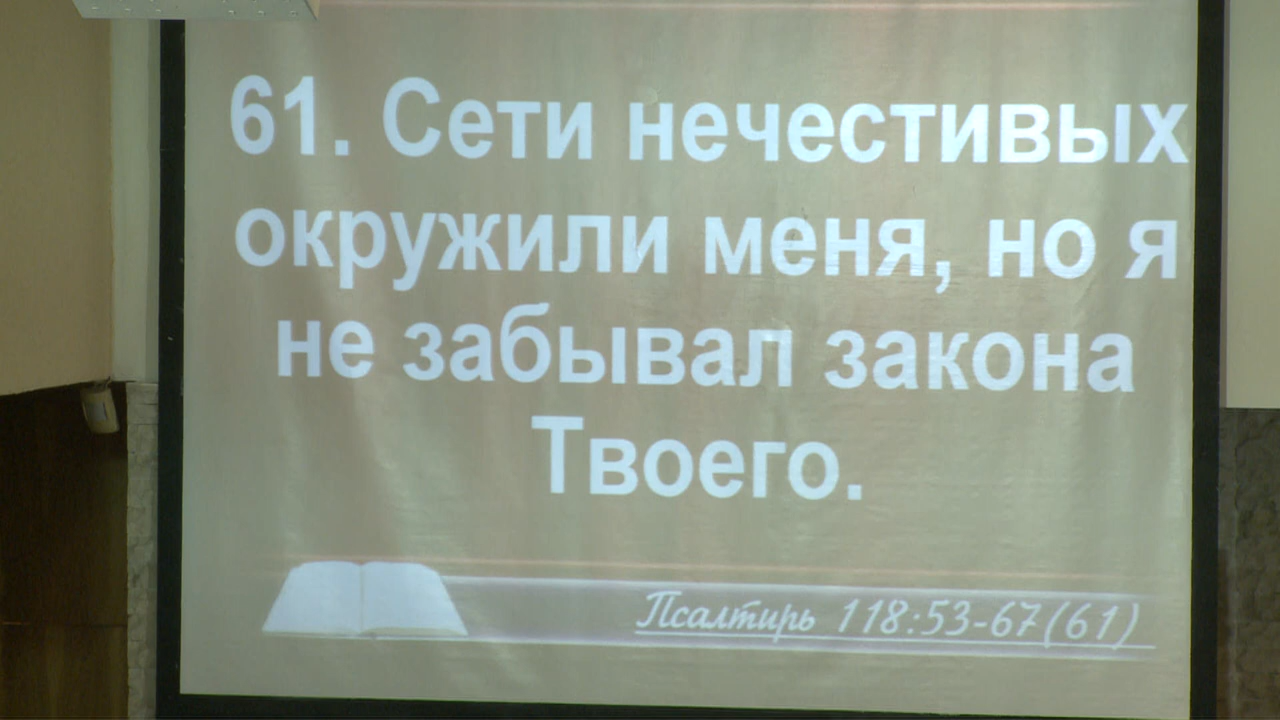 61. Сети нечестивых
окружили меня, но я
не забывал закона
Твоего.
Псалтирь 118:53-67(61)